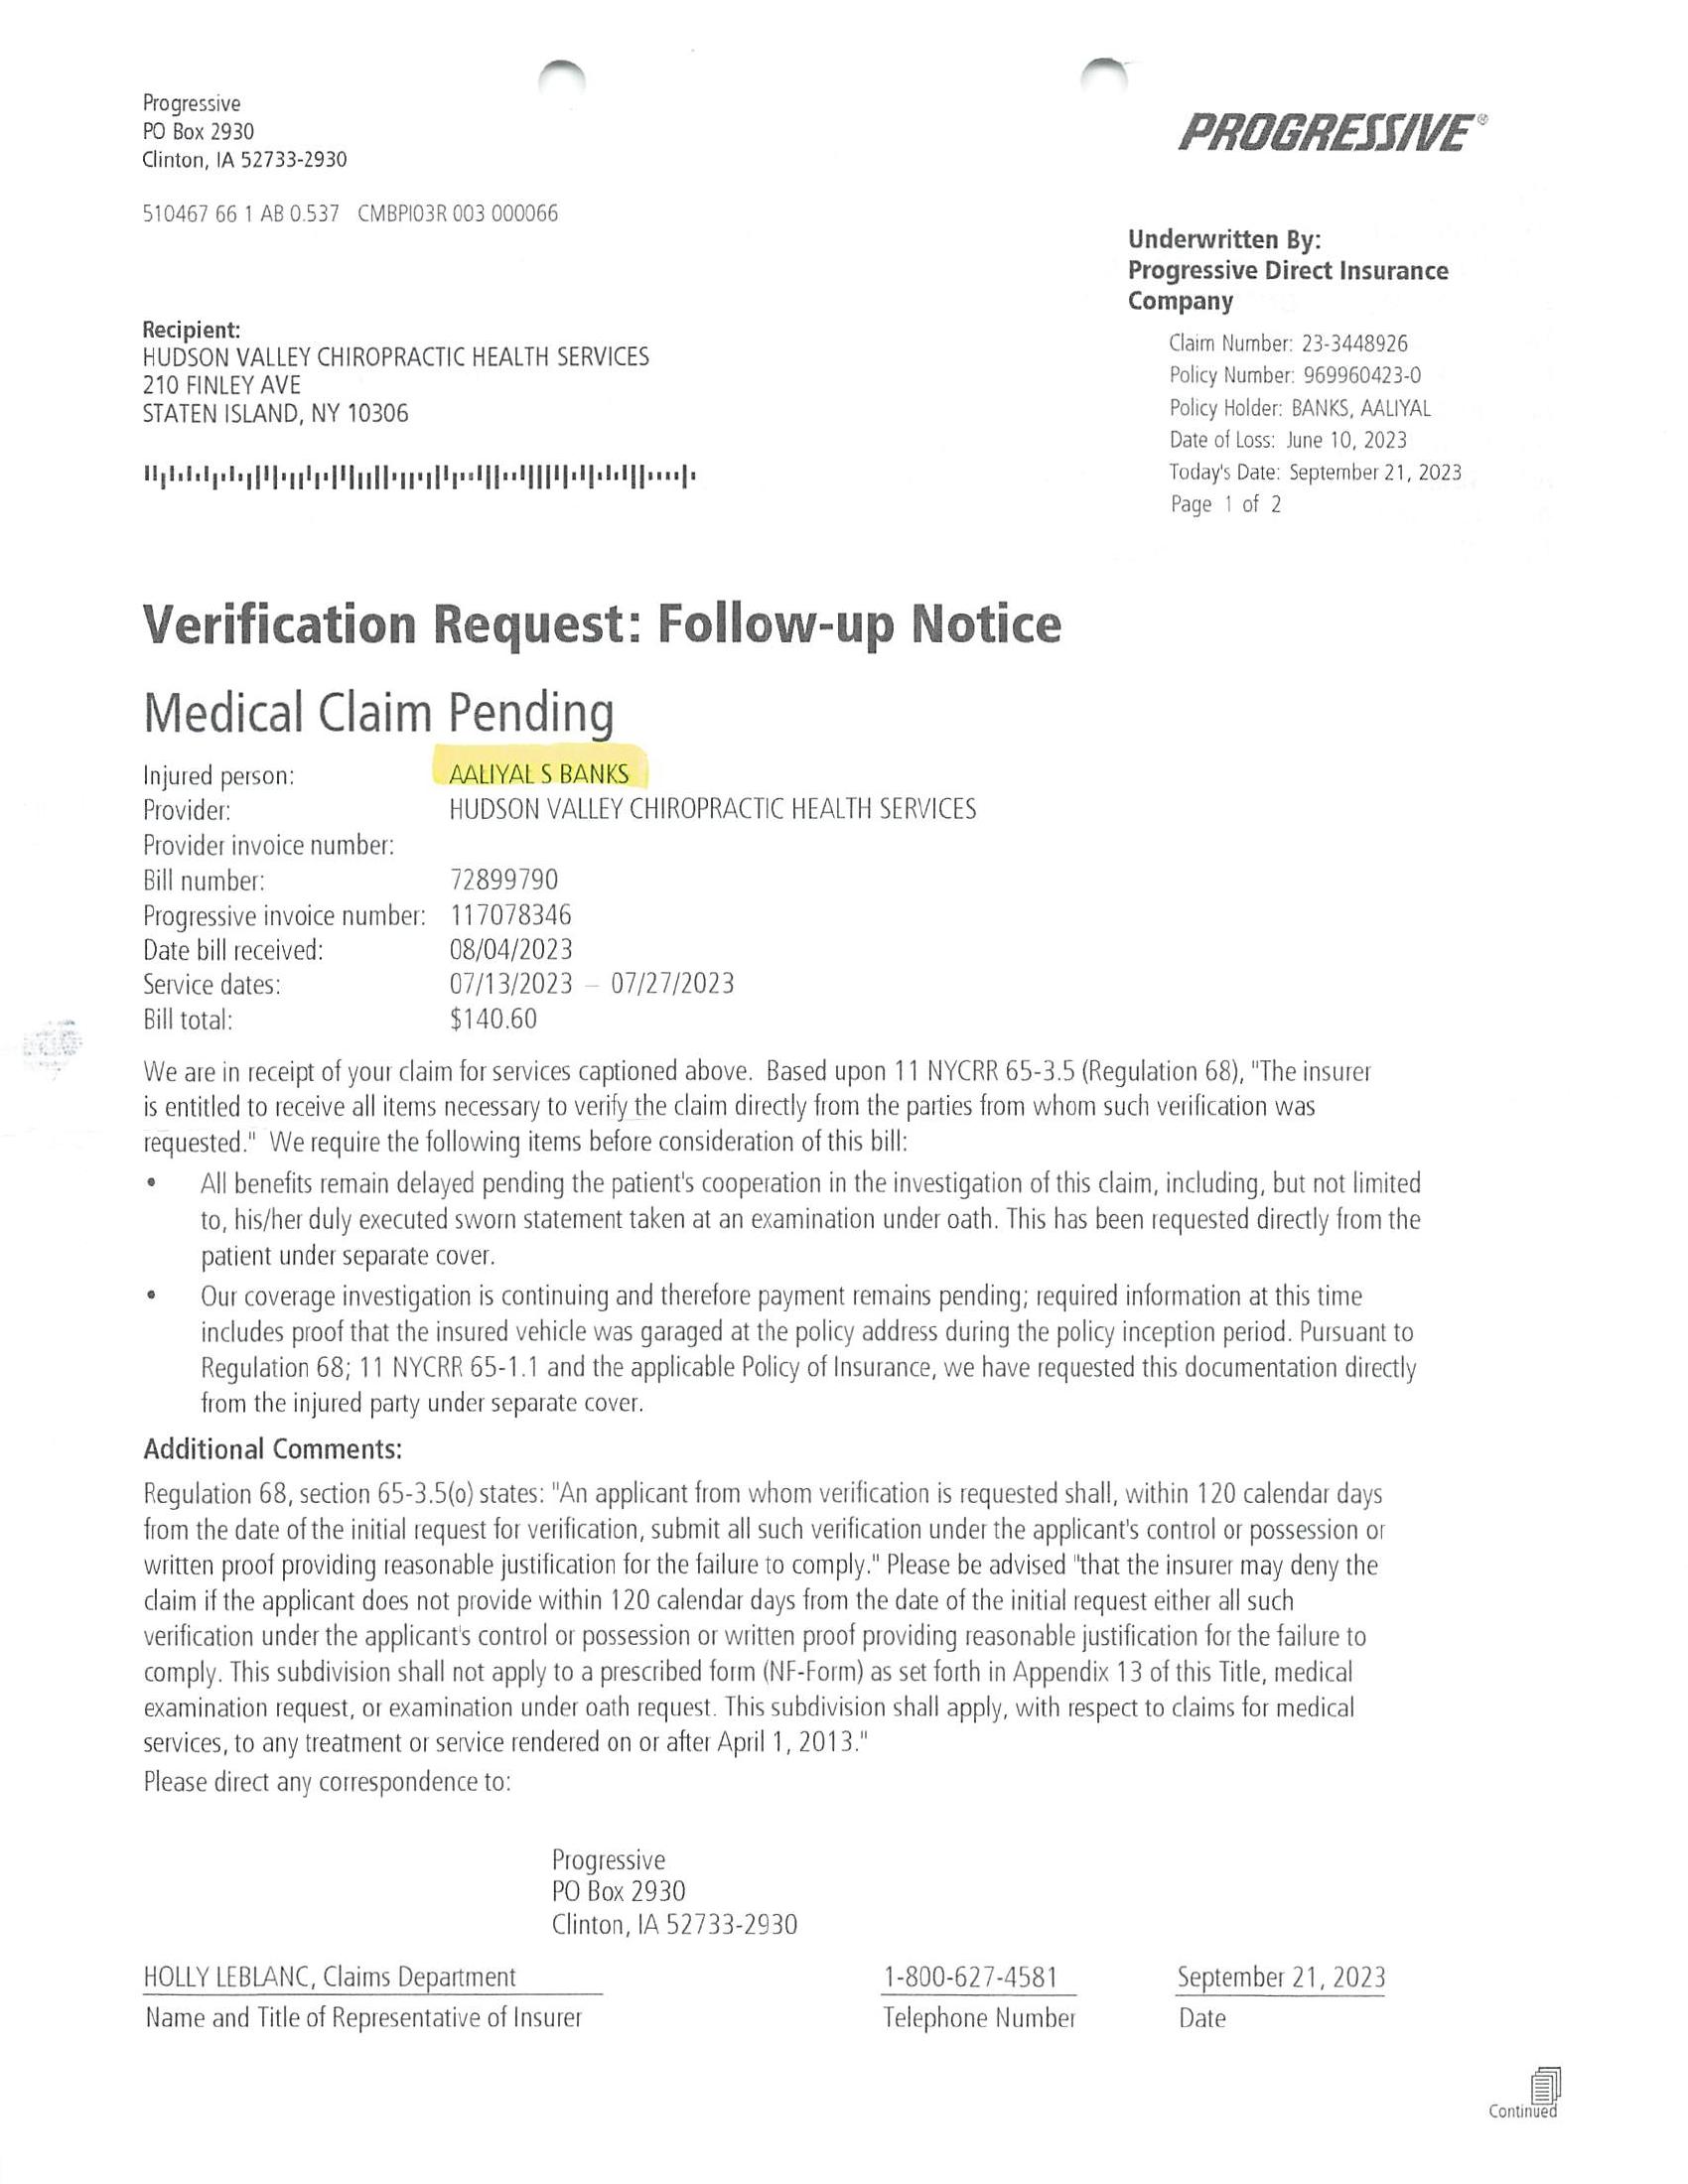 Progressive
PO Box 2930
Clinton, IA 52733-2930
PROGRESSIVE®
510467 66 1 AB 0.537 CMBPI03R 003 000066
Underwritten By:
Progressive Direct Insurance
Company
Recipient:
HUDSON VALLEY CHIROPRACTIC HEALTH SERVICES
210 FINLEY AVE
STATEN ISLAND, NY 10306
Claim Number: 23-3448926
Policy Number: 969960423-0
Policy Holder: BANKS, AALIYAL
Date of Loss: June 10, 2023
Today's Date: September 21, 2023
Page 1 of 2
Verification Request: Follow-up Notice
Medical Claim Pending
Injured person: AALIYAL S BANKS
Provider: HUDSON VALLEY CHIROPRACTIC HEALTH SERVICES
Provider invoice number:
Bill number: 72899790
Progressive invoice number: 117078346
Date bill received: 08/04/2023
Service dates: 07/13/2023 – 07/27/2023
Bill total: $140.60
We are in receipt of your claim for services captioned above. Based upon 11 NYCRR 65-3.5 (Regulation 68), "The insurer
is entitled to receive all items necessary to verify the claim directly from the parties from whom such verification was
requested." We require the following items before consideration of this bill:
• All benefits remain delayed pending the patient's cooperation in the investigation of this claim, including, but not limited
to, his/her duly executed sworn statement taken at an examination under oath. This has been requested directly from the
patient under separate cover.
• Our coverage investigation is continuing and therefore payment remains pending; required information at this time
includes proof that the insured vehicle was garaged at the policy address during the policy inception period. Pursuant to
Regulation 68; 11 NYCRR 65-1.1 and the applicable Policy of Insurance, we have requested this documentation directly
from the injured party under separate cover.
Additional Comments:
Regulation 68, section 65-3.5(o) states: "An applicant from whom verification is requested shall, within 120 calendar days
from the date of the initial request for verification, submit all such verification under the applicant's control or possession or
written proof providing reasonable justification for the failure to comply." Please be advised "that the insurer may deny the
claim if the applicant does not provide within 120 calendar days from the date of the initial request either all such
verification under the applicant's control or possession or written proof providing reasonable justification for the failure to
comply. This subdivision shall not apply to a prescribed form (NF-Form) as set forth in Appendix 13 of this Title, medical
examination request, or examination under oath request. This subdivision shall apply, with respect to claims for medical
services, to any treatment or service rendered on or after April 1, 2013."
Please direct any correspondence to:
Progressive
PO Box 2930
Clinton, IA 52733-2930
HOLLY LEBLANC, Claims Department 1-800-627-4581 September 21, 2023
Name and Title of Representative of Insurer Telephone Number Date
Continued